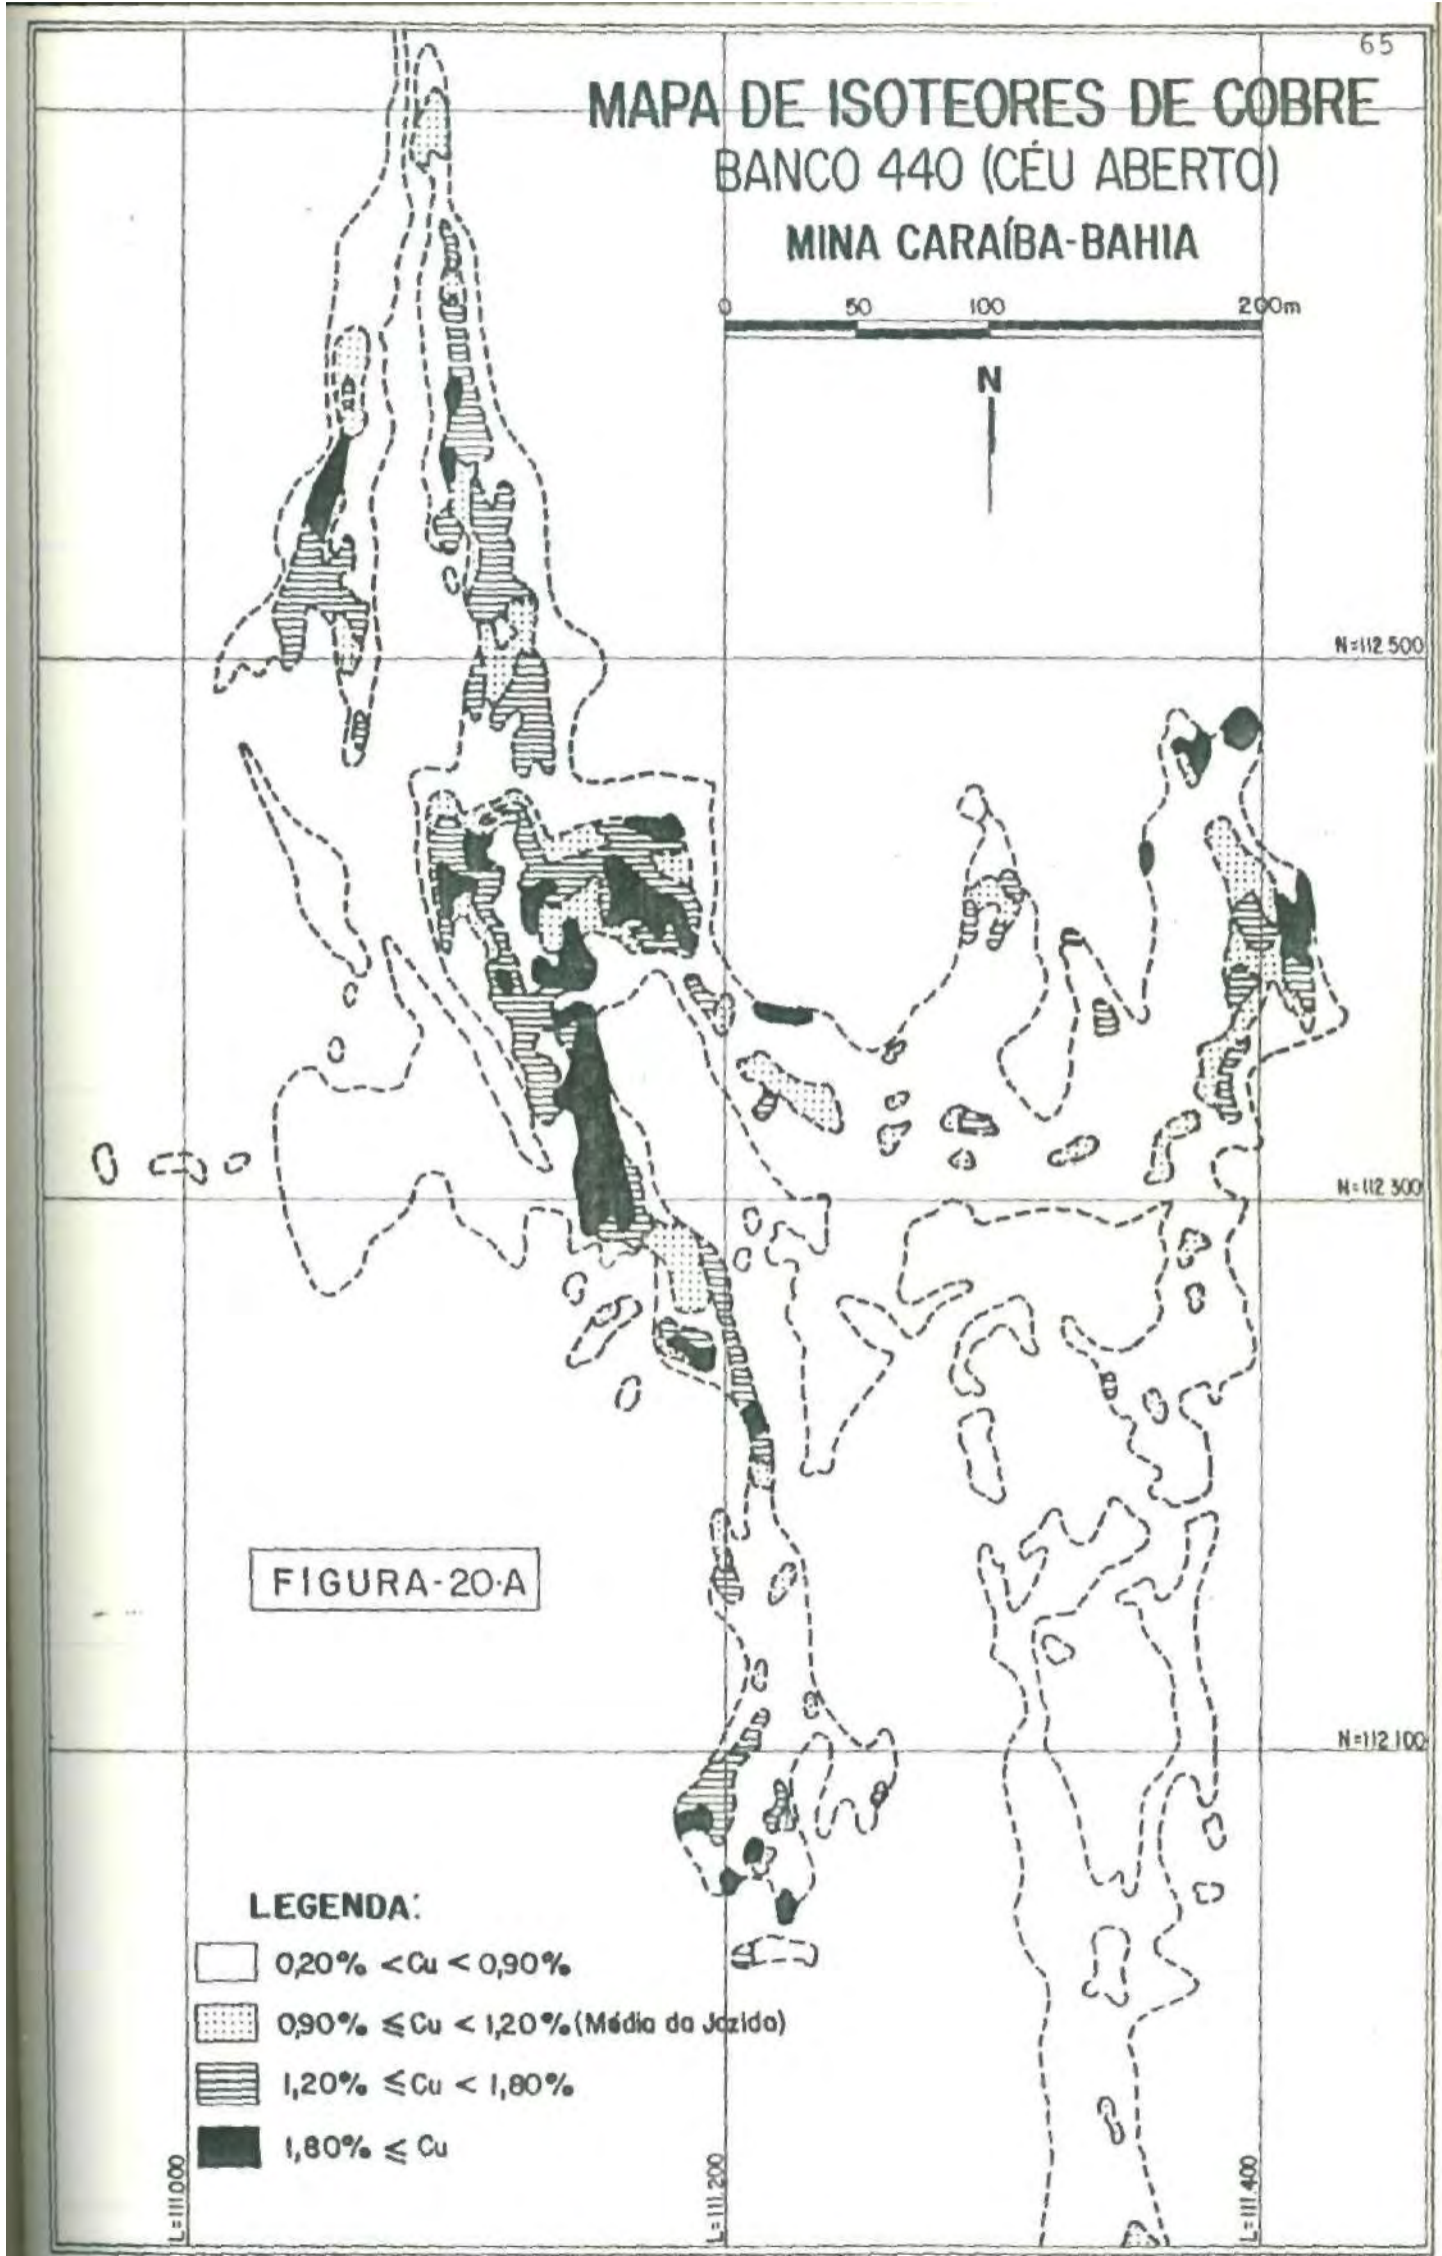 65
MAPA DE ISOTEORES DE COBRE
BANCO 440 (CÉU ABERTO)
MINA CARAÍBA-BAHIA
0 50 100 200m
N
N=112.500
N=112.300
FIGURA-20-A
N=112.100
LEGENDA:
0,20% < Cu < 0,90%
0,90% ≤ Cu < 1,20% (Média da Jazida)
1,20% ≤ Cu < 1,80%
1,80% ≤ Cu
L=111.000
L=111.200
L=111.400